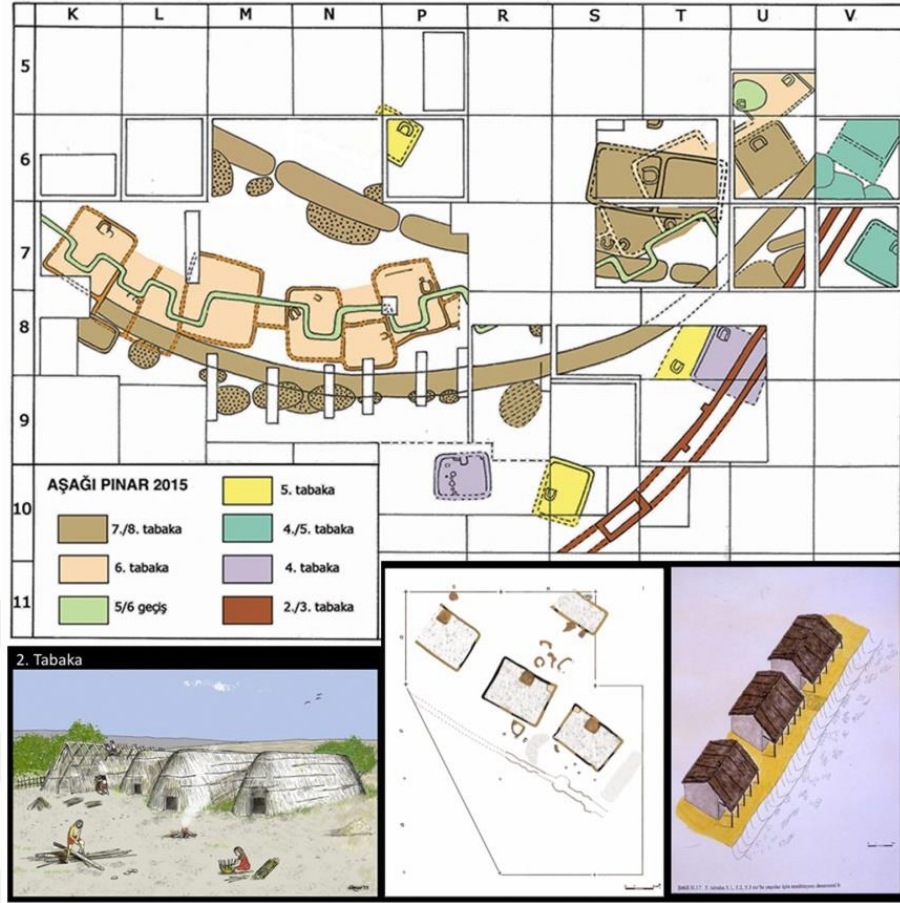 K L M N P R S T U V
5
6
7
8
9
10
11
AŞAĞI PINAR 2015
7./8. tabaka
6. tabaka
5/6 geçiş
5. tabaka
4./5. tabaka
4. tabaka
2./3. tabaka
2. Tabaka